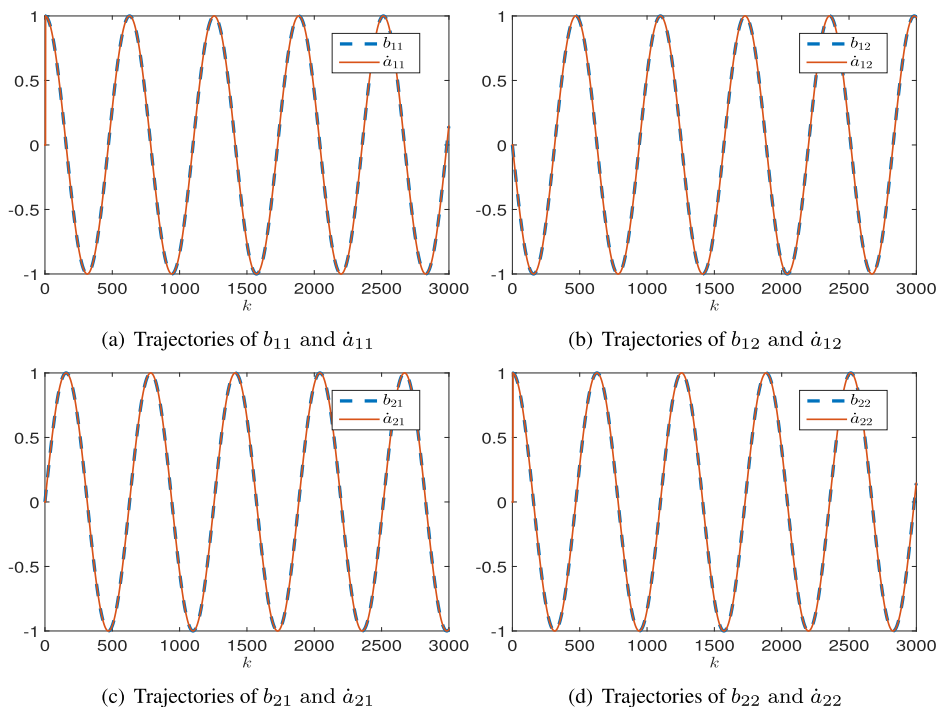 1
0.5
0
-0.5
-1
0 500 1000 1500 2000 2500 3000
k
b₁₁
ȧ₁₁
(a) Trajectories of b₁₁ and ȧ₁₁
1
0.5
0
-0.5
-1
0 500 1000 1500 2000 2500 3000
k
b₁₂
ȧ₁₂
(b) Trajectories of b₁₂ and ȧ₁₂
1
0.5
0
-0.5
-1
0 500 1000 1500 2000 2500 3000
k
b₂₁
ȧ₂₁
(c) Trajectories of b₂₁ and ȧ₂₁
1
0.5
0
-0.5
-1
0 500 1000 1500 2000 2500 3000
k
b₂₂
ȧ₂₂
(d) Trajectories of b₂₂ and ȧ₂₂